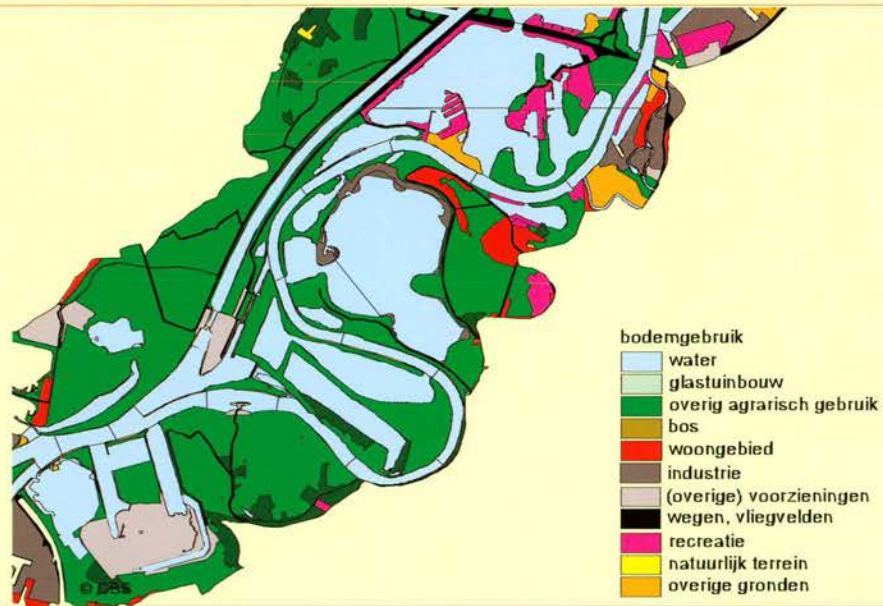 bodemgebruik
water
glastuinbouw
overig agrarisch gebruik
bos
woongebied
industrie
(overige) voorzieningen
wegen, vliegvelden
recreatie
natuurlijk terrein
overige gronden
© CBS